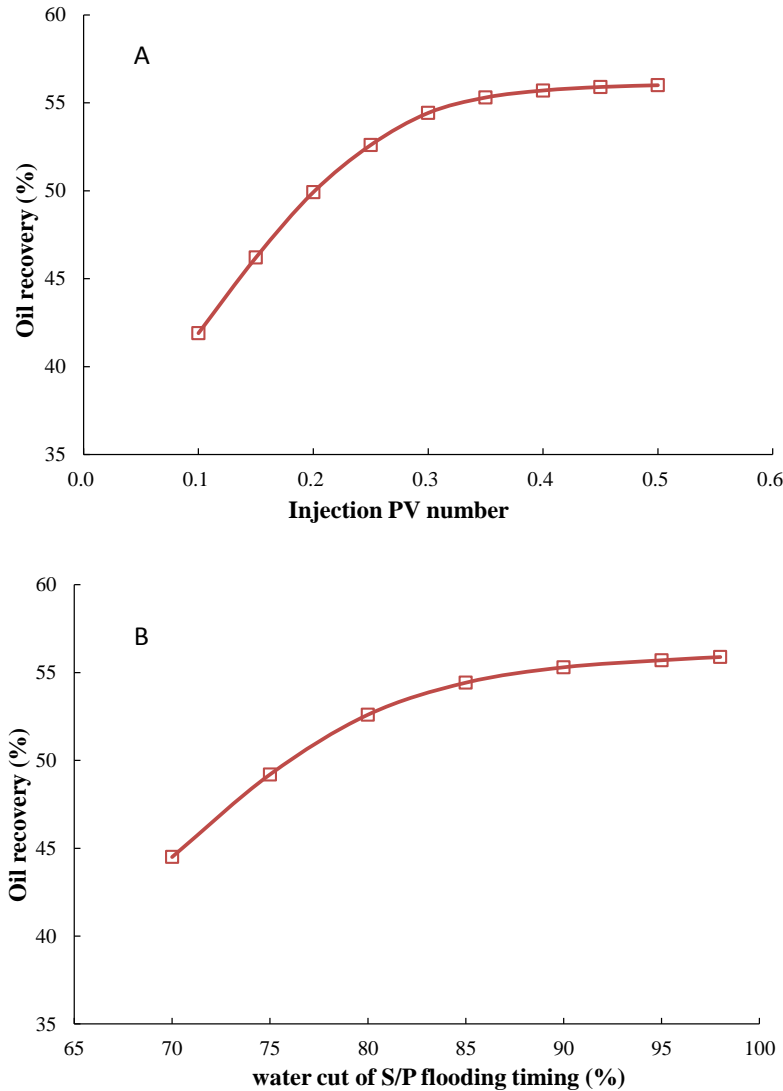 A
60
55
50
45
40
35
Oil recovery (%)
0.0 0.1 0.2 0.3 0.4 0.5 0.6
Injection PV number
B
60
55
50
45
40
35
Oil recovery (%)
65 70 75 80 85 90 95 100
water cut of S/P flooding timing (%)